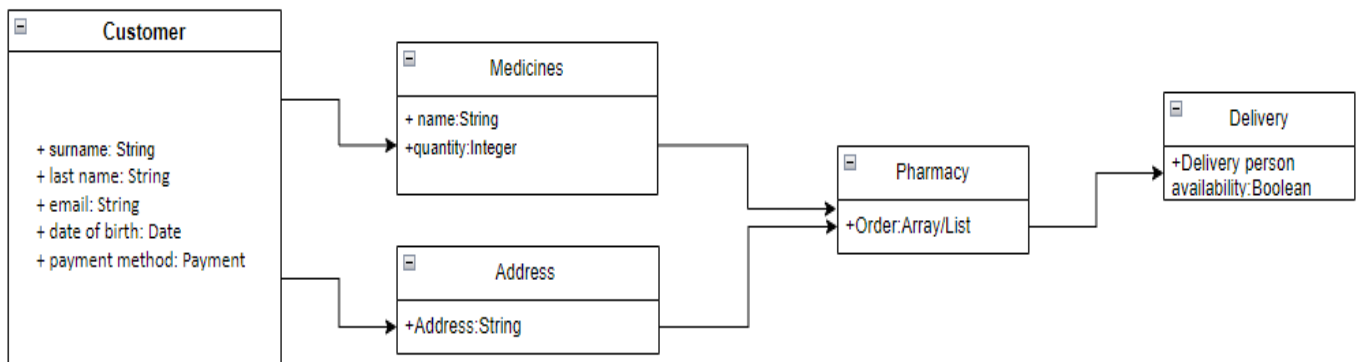 Customer
+ surname: String
+ last name: String
+ email: String
+ date of birth: Date
+ payment method: Payment
Medicines
+ name:String
+quantity:Integer
Address
+Address:String
Pharmacy
+Order:Array/List
Delivery
+Delivery person
availability:Boolean